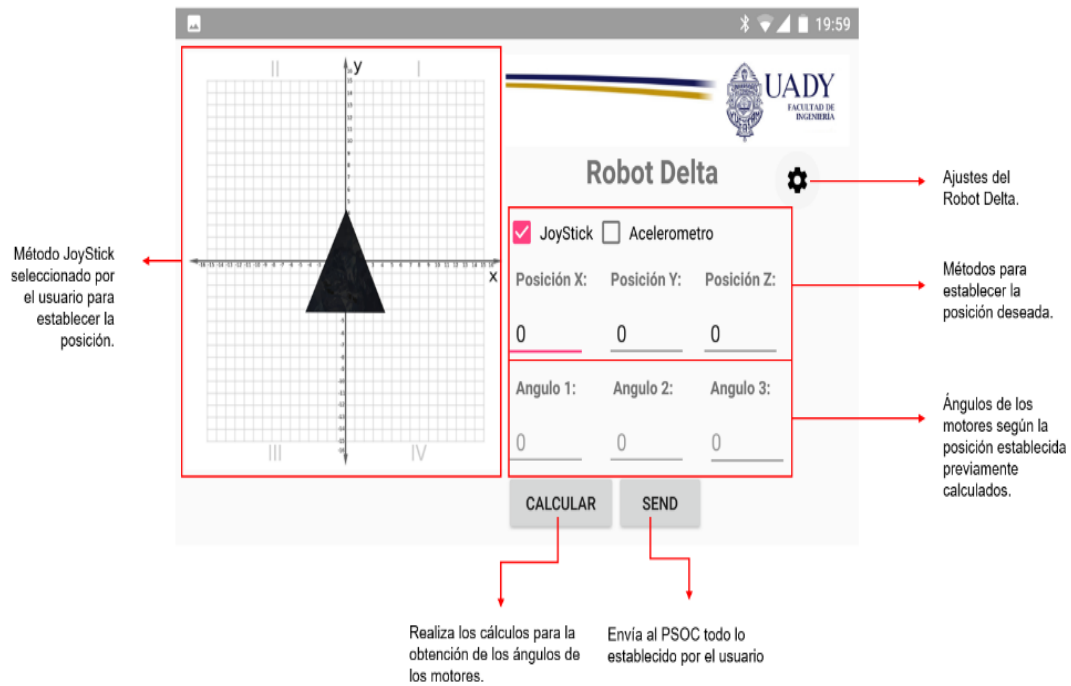 19:59
II
y
I
UADY
FACULTAD DE
INGENIERÍA
Robot Delta
Ajustes del
Robot Delta.
JoyStick
Acelerometro
Método JoyStick
seleccionado por
el usuario para
establecer la
posición.
x
Posición X:
Posición Y:
Posición Z:
0
0
0
Métodos para
establecer la
posición deseada.
Angulo 1:
Angulo 2:
Angulo 3:
0
0
0
Ángulos de los
motores según la
posición establecida
previamente
calculados.
III
IV
CALCULAR
SEND
Realiza los cálculos para la
obtención de los ángulos de
los motores.
Envía al PSOC todo lo
establecido por el usuario